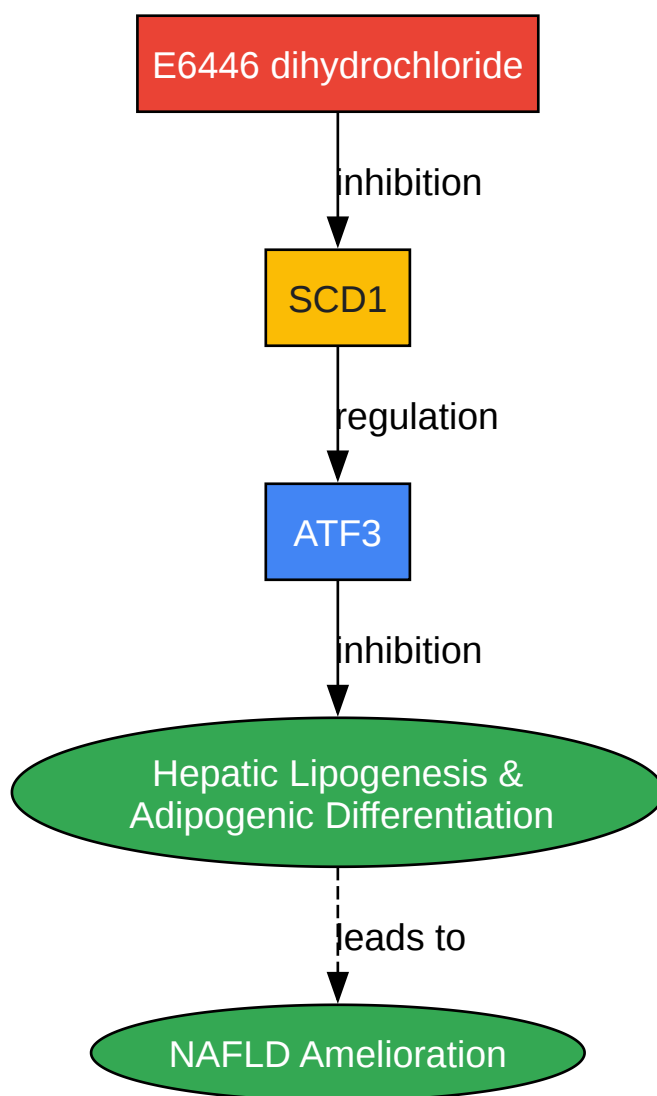 E6446 dihydrochloride
inhibition
SCD1
regulation
ATF3
inhibition
Hepatic Lipogenesis &
Adipogenic Differentiation
leads to
NAFLD Amelioration